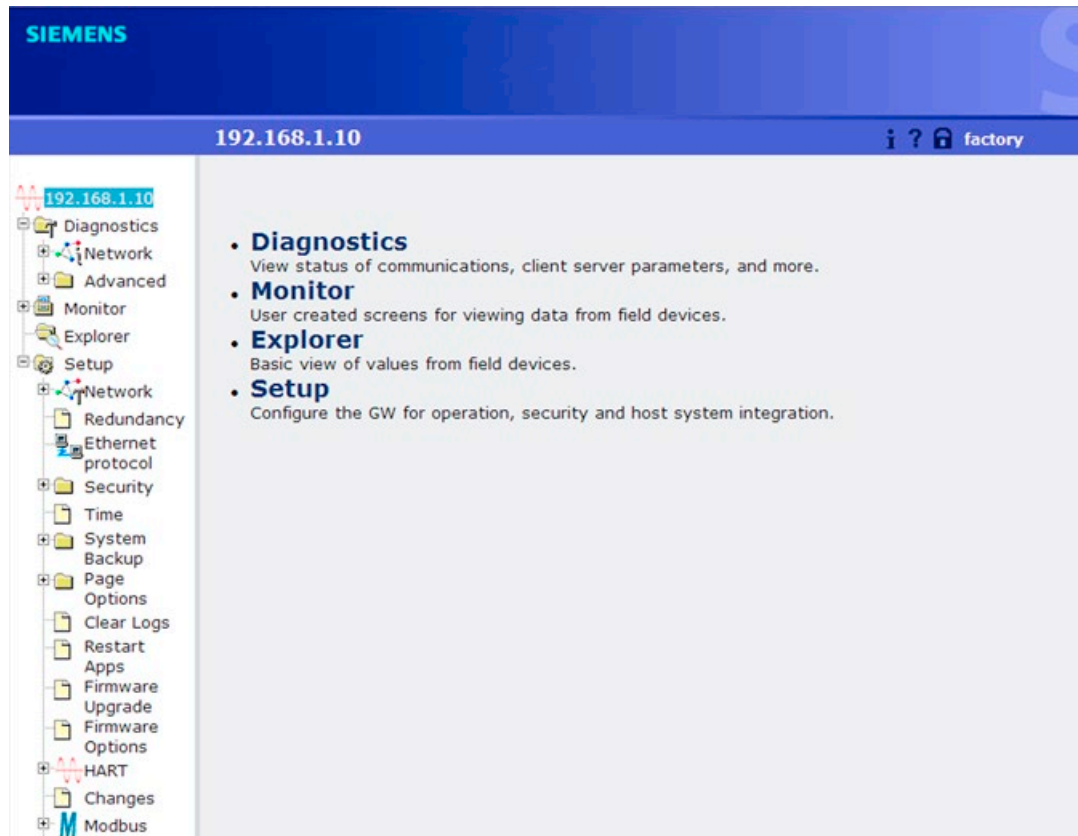 SIEMENS
192.168.1.10
i ? factory
192.168.1.10
Diagnostics
Network
Advanced
Monitor
Explorer
Setup
Network
Redundancy
Ethernet
protocol
Security
Time
System
Backup
Page
Options
Clear Logs
Restart
Apps
Firmware
Upgrade
Firmware
Options
HART
Changes
M Modbus
• Diagnostics
View status of communications, client server parameters, and more.
• Monitor
User created screens for viewing data from field devices.
• Explorer
Basic view of values from field devices.
• Setup
Configure the GW for operation, security and host system integration.